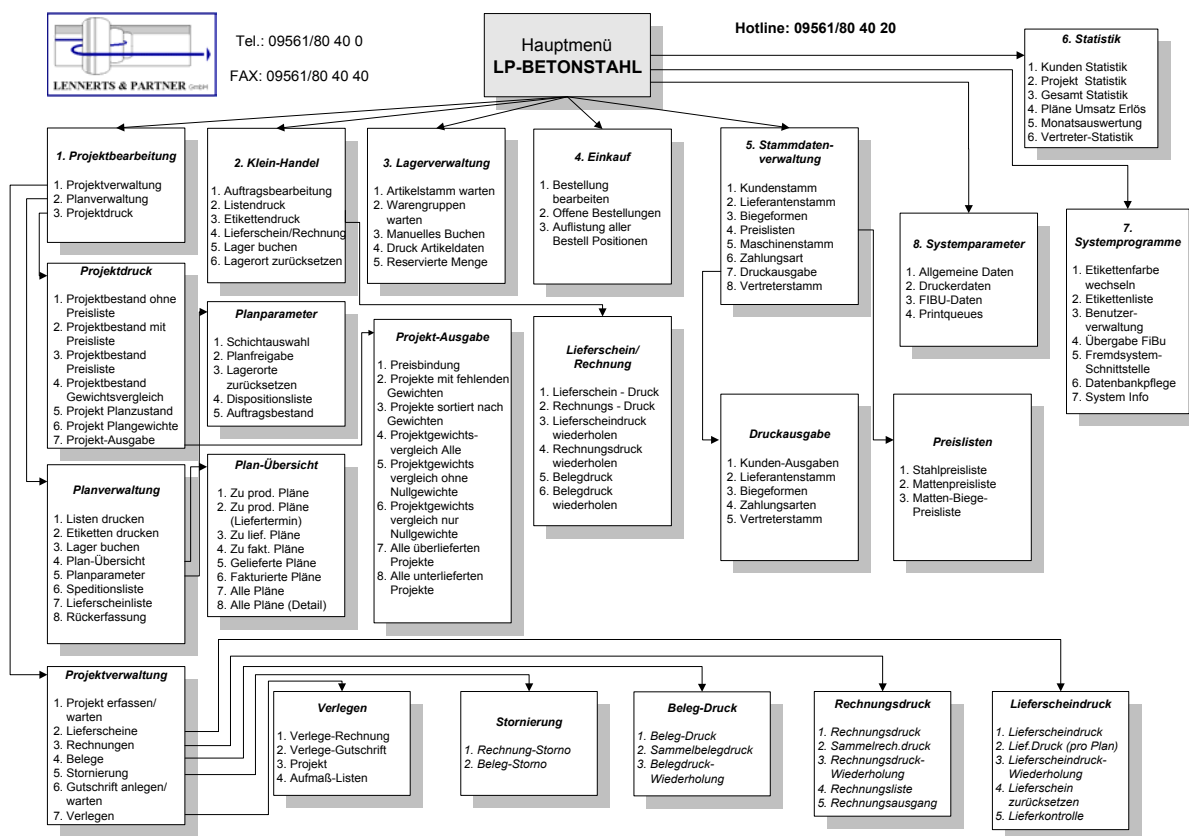 LENNERTS & PARTNER GmbH
Tel.: 09561/80 40 0
FAX: 09561/80 40 40
Hauptmenü
LP-BETONSTAHL
Hotline: 09561/80 40 20
6. Statistik
1. Kunden Statistik
2. Projekt Statistik
3. Gesamt Statistik
4. Pläne Umsatz Erlös
5. Monatsauswertung
6. Vertreter-Statistik
1. Projektbearbeitung
1. Projektverwaltung
2. Planverwaltung
3. Projektdruck
2. Klein-Handel
1. Auftragsbearbeitung
2. Listendruck
3. Etikettendruck
4. Lieferschein/Rechnung
5. Lager buchen
6. Lagerort zurücksetzen
3. Lagerverwaltung
1. Artikelstamm warten
2. Warengruppen
warten
3. Manuelles Buchen
4. Druck Artikeldaten
5. Reservierte Menge
4. Einkauf
1. Bestellung
bearbeiten
2. Offene Bestellungen
3. Auflistung aller
Bestell Positionen
5. Stammdaten-
verwaltung
1. Kundenstamm
2. Lieferantenstamm
3. Biegeformen
4. Preislisten
5. Maschinenstamm
6. Zahlungsart
7. Druckausgabe
8. Vertreterstamm
8. Systemparameter
1. Allgemeine Daten
2. Druckerdaten
3. FIBU-Daten
4. Printqueues
7.
Systemprogramme
1. Etikettenfarbe
wechseln
2. Etikettenliste
3. Benutzer-
verwaltung
4. Übergabe FiBu
5. Fremdsystem-
Schnittstelle
6. Datenbankpflege
7. System Info
Projektdruck
1. Projektbestand ohne
Preisliste
2. Projektbestand mit
Preisliste
3. Projektbestand
Preisliste
4. Projektbestand
Gewichtsvergleich
5. Projekt Planzustand
6. Projekt Plangewichte
7. Projekt-Ausgabe
Planparameter
1. Schichtauswahl
2. Planfreigabe
3. Lagerorte
zurücksetzen
4. Dispositionsliste
5. Auftragsbestand
Projekt-Ausgabe
1. Preisbindung
2. Projekte mit fehlenden
Gewichten
3. Projekte sortiert nach
Gewichten
4. Projektgewichts-
vergleich Alle
5. Projektgewichts
vergleich ohne
Nullgewichte
6. Projektgewichts
vergleich nur
Nullgewichte
7. Alle überlieferten
Projekte
8. Alle unterlieferten
Projekte
Lieferschein/
Rechnung
1. Lieferschein - Druck
2. Rechnungs - Druck
3. Lieferscheindruck
wiederholen
4. Rechnungsdruck
wiederholen
5. Belegdruck
6. Belegdruck
wiederholen
Druckausgabe
1. Kunden-Ausgaben
2. Lieferantenstamm
3. Biegeformen
4. Zahlungsarten
5. Vertreterstamm
Preislisten
1. Stahlpreisliste
2. Mattenpreisliste
3. Matten-Biege-
Preisliste
Planverwaltung
1. Listen drucken
2. Etiketten drucken
3. Lager buchen
4. Plan-Übersicht
5. Planparameter
6. Speditionsliste
7. Lieferscheinliste
8. Rückerfassung
Plan-Übersicht
1. Zu prod. Pläne
2. Zu prod. Pläne
(Liefertermin)
3. Zu lief. Pläne
4. Zu fakt. Pläne
5. Gelieferte Pläne
6. Fakturierte Pläne
7. Alle Pläne
8. Alle Pläne (Detail)
Projektverwaltung
1. Projekt erfassen/
warten
2. Lieferscheine
3. Rechnungen
4. Belege
5. Stornierung
6. Gutschrift anlegen/
warten
7. Verlegen
Verlegen
1. Verlege-Rechnung
2. Verlege-Gutschrift
3. Projekt
4. Aufmaß-Listen
Stornierung
1. Rechnung-Storno
2. Beleg-Storno
Beleg-Druck
1. Beleg-Druck
2. Sammelbelegdruck
3. Belegdruck-
Wiederholung
Rechnungsdruck
1. Rechnungsdruck
2. Sammelrech.druck
3. Rechnungsdruck-
Wiederholung
4. Rechnungsliste
5. Rechnungsausgang
Lieferscheindruck
1. Lieferscheindruck
2. Lief.Druck (pro Plan)
3. Lieferscheindruck-
Wiederholung
4. Lieferschein
zurücksetzen
5. Lieferkontrolle